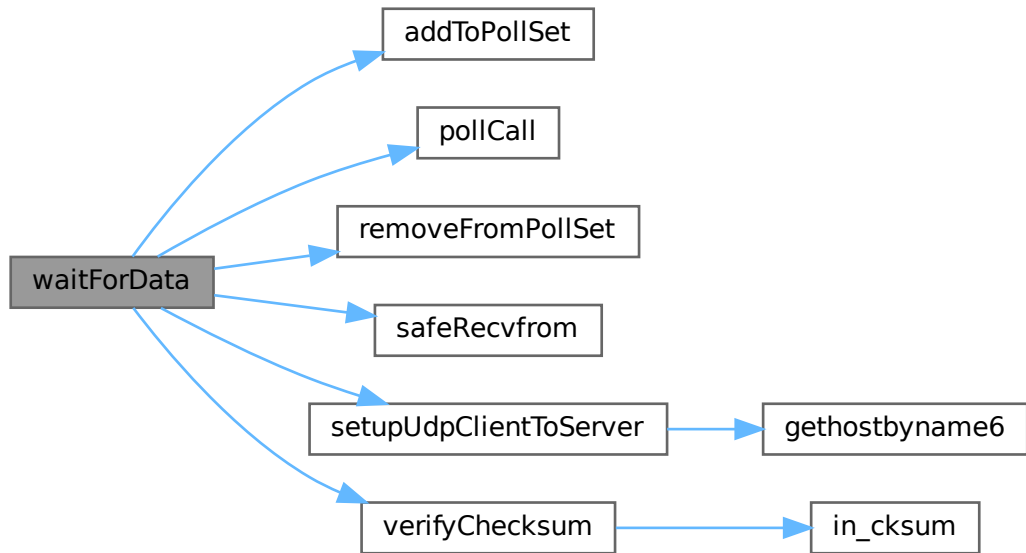 addToPollSet
pollCall
removeFromPollSet
waitForData
safeRecvfrom
setupUdpClientToServer
gethostbyname6
verifyChecksum
in_cksum